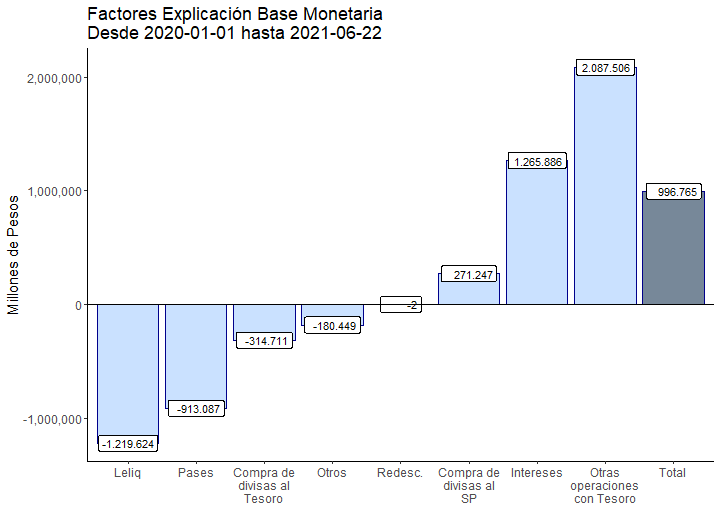 Factores Explicación Base Monetaria
Desde 2020-01-01 hasta 2021-06-22
Millones de Pesos
2,000,000
1,000,000
0
-1,000,000
-1.219.624
-913.087
-314.711
-180.449
-2
271.247
1.265.886
2.087.506
996.765
Leliq
Pases
Compra de
divisas al
Tesoro
Otros
Redesc.
Compra de
divisas al
SP
Intereses
Otras
operaciones
con Tesoro
Total